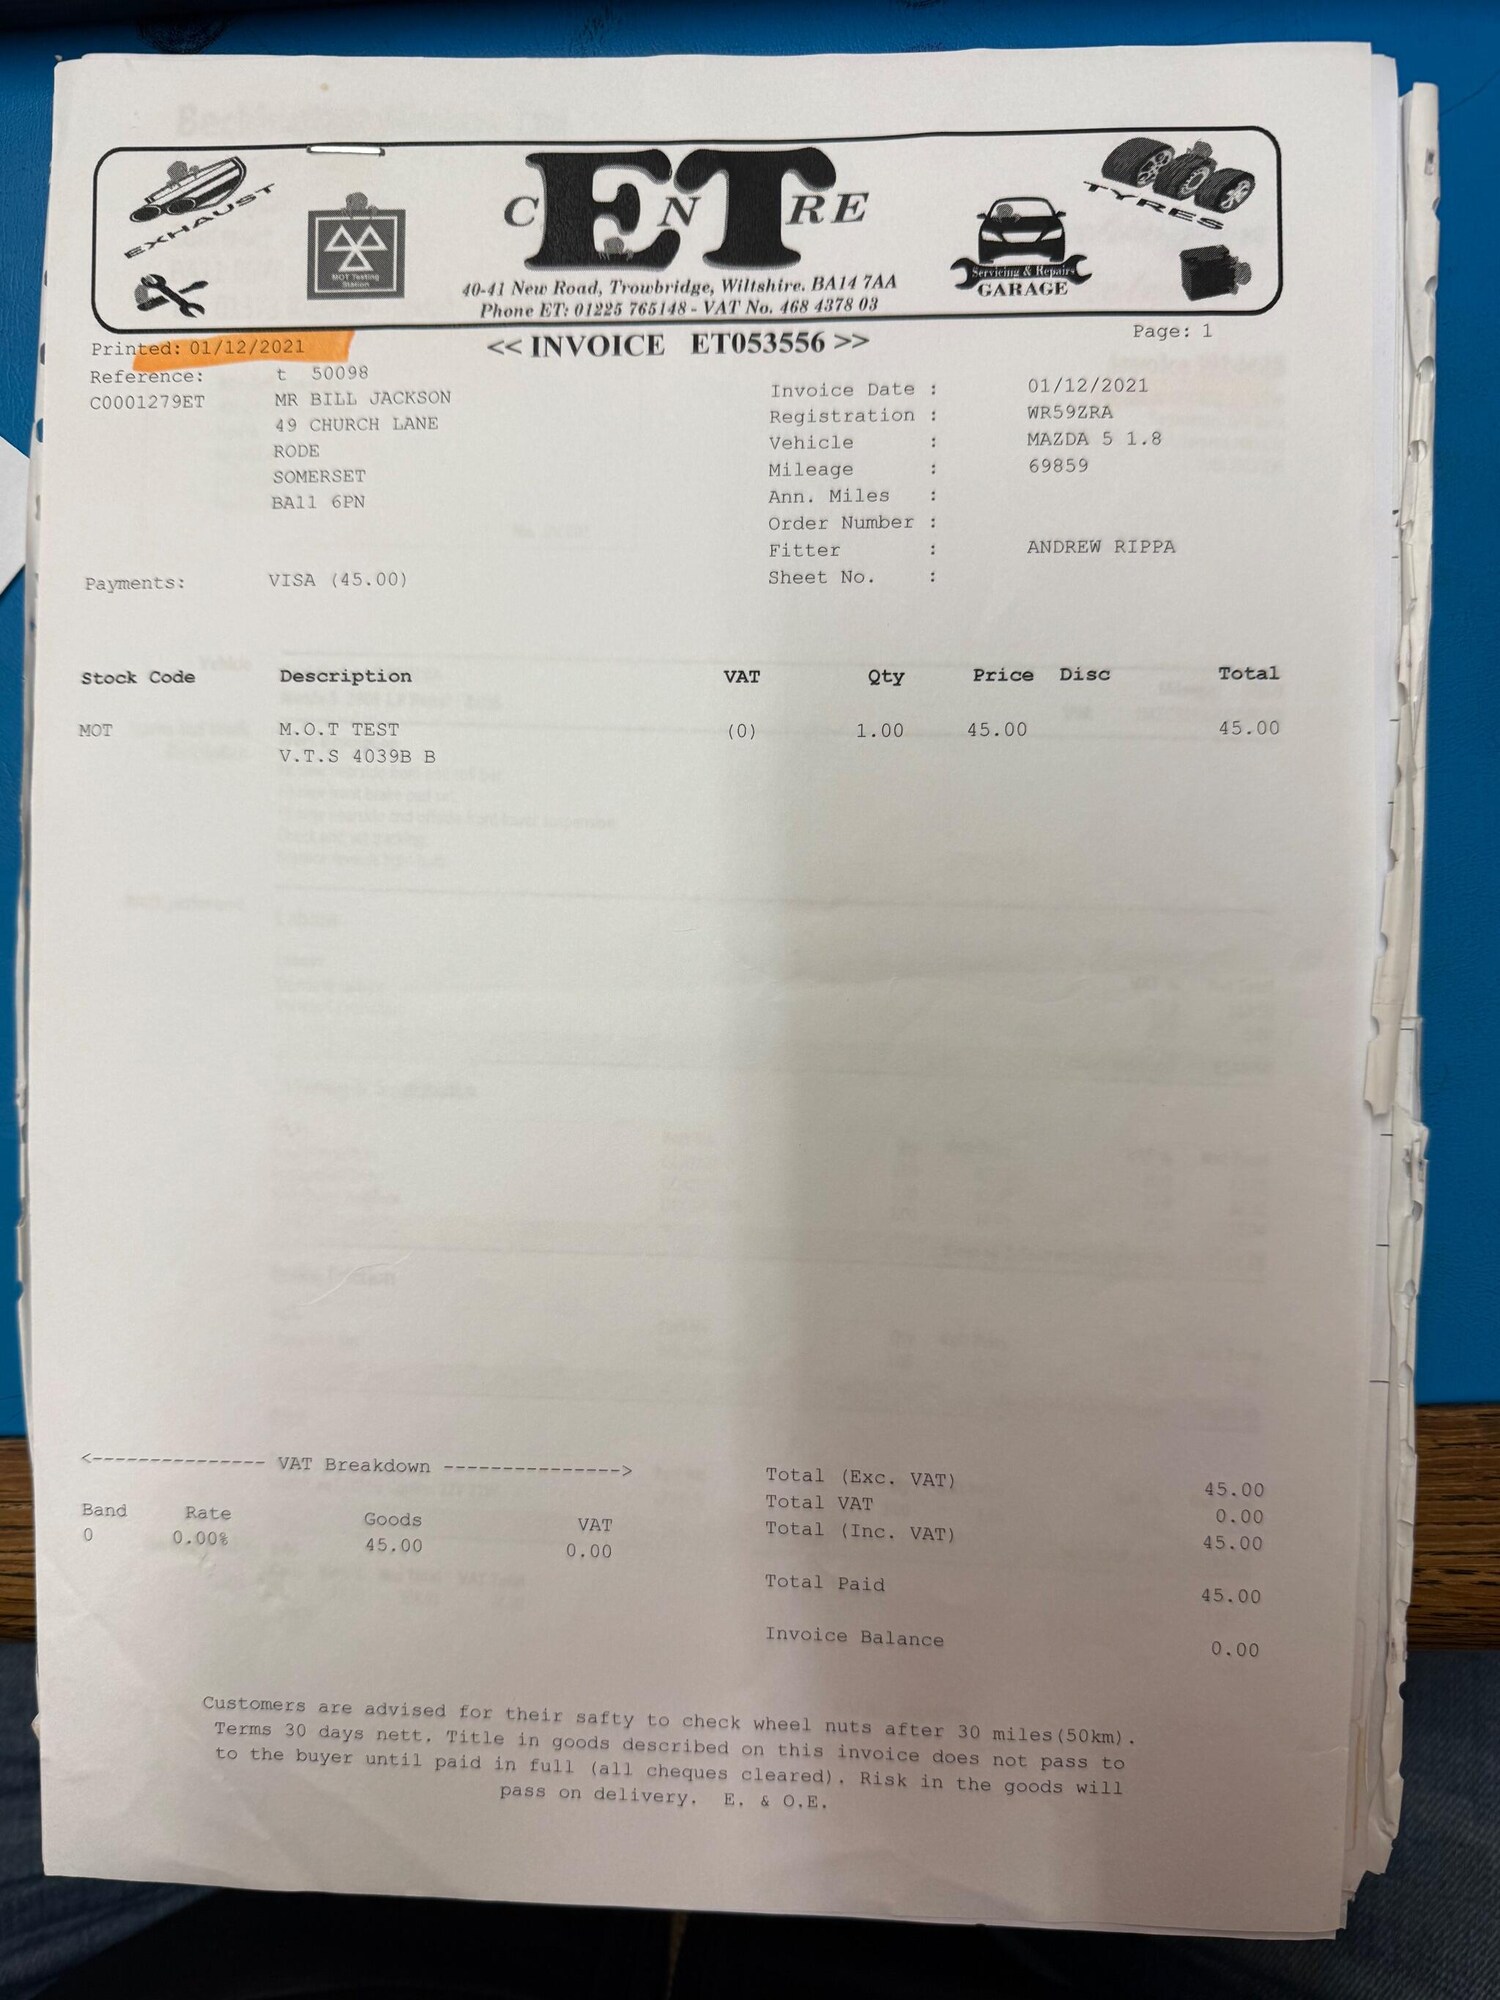 EXHAUST
MOT Testing
Station
CENTRE
40-41 New Road, Trowbridge, Wiltshire. BA14 7AA
Phone ET: 01225 765148 - VAT No. 468 4378 03
Servicing & Repairs
GARAGE
TYRES
Printed: 01/12/2021
<< INVOICE ET053556 >>
Page: 1
Reference: t 50098
C0001279ET MR BILL JACKSON
49 CHURCH LANE
RODE
SOMERSET
BA11 6PN
Invoice Date : 01/12/2021
Registration : WR59ZRA
Vehicle : MAZDA 5 1.8
Mileage : 69859
Ann. Miles :
Order Number :
Fitter : ANDREW RIPPA
Sheet No. :
Payments: VISA (45.00)
Stock Code Description VAT Qty Price Disc Total
MOT M.O.T TEST (0) 1.00 45.00 45.00
V.T.S 4039B B
<--------------- VAT Breakdown --------------->
Band Rate Goods VAT
0 0.00% 45.00 0.00
Total (Exc. VAT) 45.00
Total VAT 0.00
Total (Inc. VAT) 45.00
Total Paid 45.00
Invoice Balance 0.00
Customers are advised for their safty to check wheel nuts after 30 miles(50km).
Terms 30 days nett. Title in goods described on this invoice does not pass to
to the buyer until paid in full (all cheques cleared). Risk in the goods will
pass on delivery. E. & O.E.